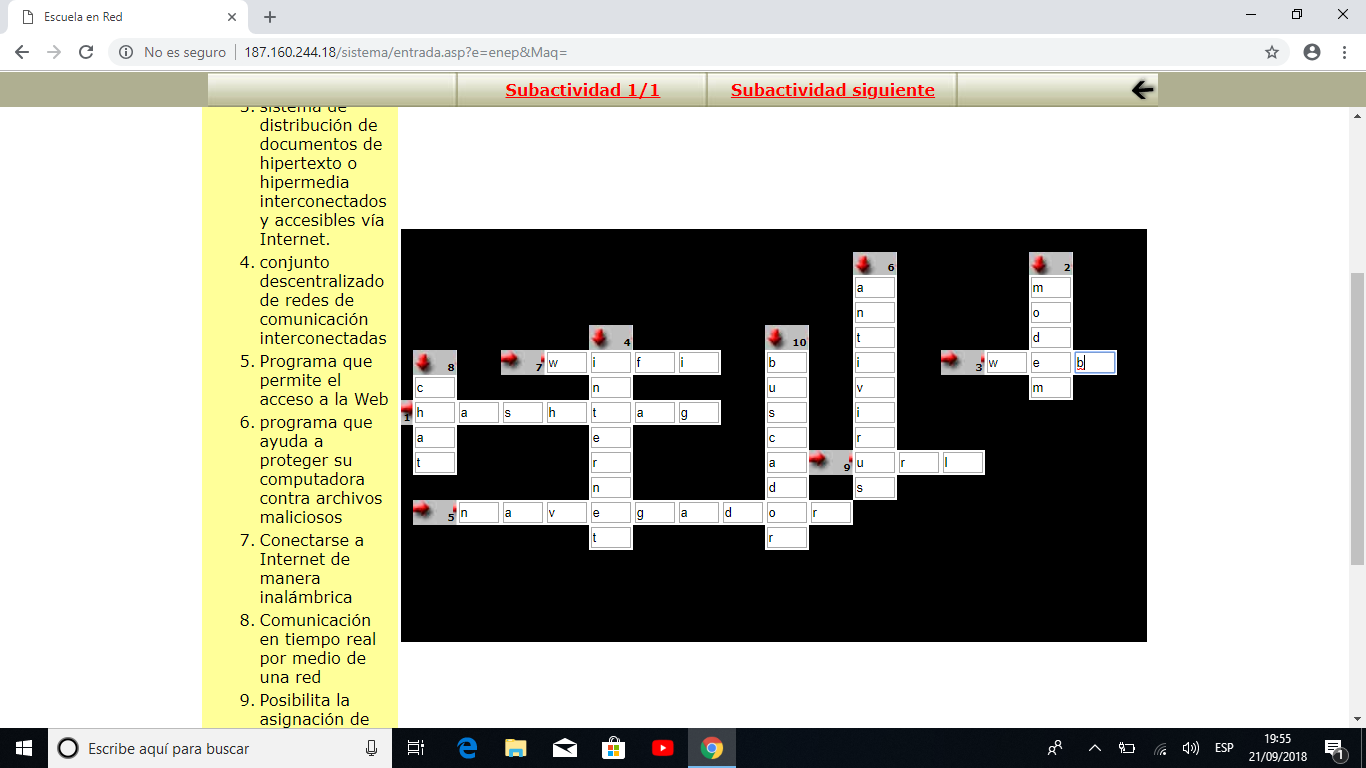 Escuela en Red
No es seguro | 187.160.244.18/sistema/entrada.asp?e=enep&Maq=
Subactividad 1/1 Subactividad siguiente
3. sistema de
distribución de
documentos de
hipertexto o
hipermedia
interconectados
y accesibles vía
Internet.
4. conjunto
descentralizado
de redes de
comunicación
interconectadas
5. Programa que
permite el
acceso a la Web
6. programa que
ayuda a
proteger su
computadora
contra archivos
maliciosos
7. Conectarse a
Internet de
manera
inalámbrica
8. Comunicación
en tiempo real
por medio de
una red
9. Posibilita la
asignación de
6 2
a m
n o
4 10 t d
8 7 w i f i b i 3 w e b
c n u v m
1 h a s h t a g s i
a e c r
t r a 9 u r l
n d s
5 n a v e g a d o r
t r
Escribe aquí para buscar
ESP
19:55
21/09/2018
1